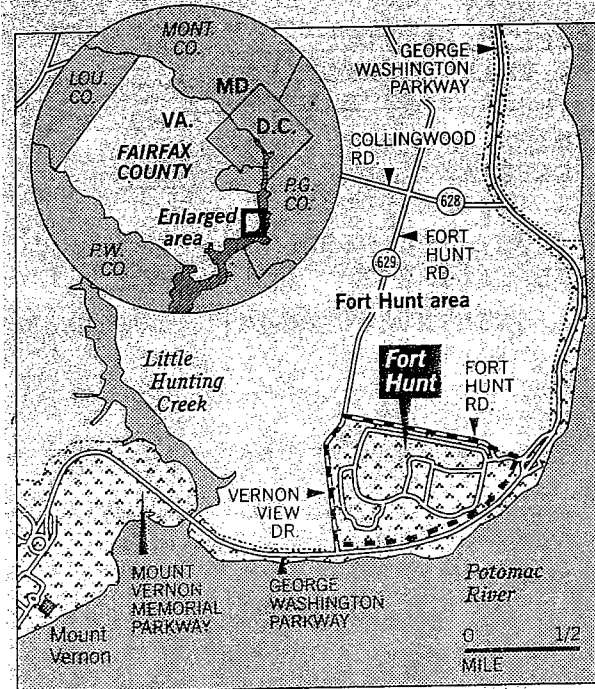 MONT.
CO.
LOU.
CO.
MD.
VA.
D.C.
FAIRFAX
COUNTY
P.G.
CO.
Enlarged
area
P.W.
CO.
GEORGE
WASHINGTON
PARKWAY
COLLINGWOOD
RD.
628
FORT
HUNT
RD.
629
Fort Hunt area
Little
Hunting
Creek
Fort
Hunt
FORT
HUNT
RD.
VERNON
VIEW
DR.
MOUNT
VERNON
MEMORIAL
PARKWAY
GEORGE
WASHINGTON
PARKWAY
Potomac
River
Mount
Vernon
0 1/2
MILE